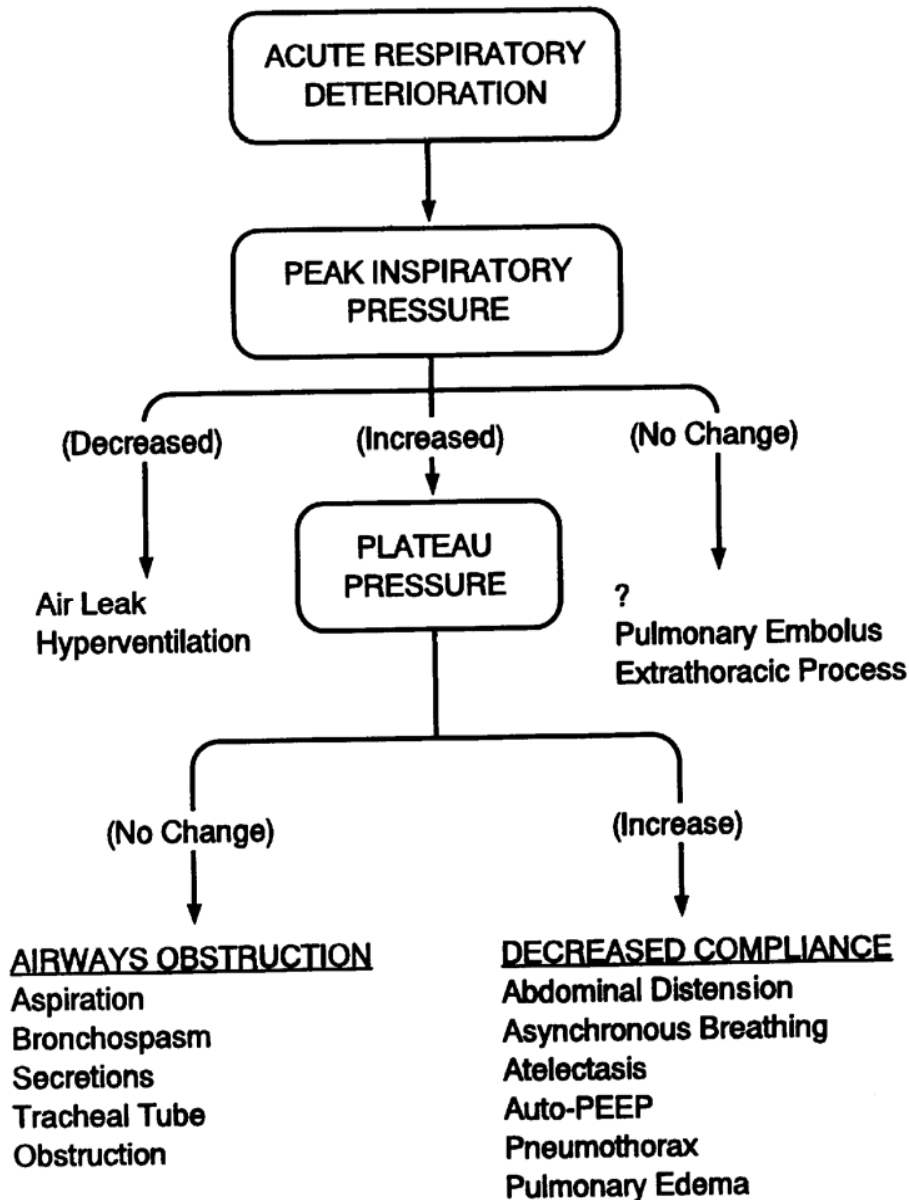 ACUTE RESPIRATORY
DETERIORATION
PEAK INSPIRATORY
PRESSURE
(Decreased)
(Increased)
(No Change)
PLATEAU
PRESSURE
Air Leak
Hyperventilation
?
Pulmonary Embolus
Extrathoracic Process
(No Change)
(Increase)
AIRWAYS OBSTRUCTION
Aspiration
Bronchospasm
Secretions
Tracheal Tube
Obstruction
DECREASED COMPLIANCE
Abdominal Distension
Asynchronous Breathing
Atelectasis
Auto-PEEP
Pneumothorax
Pulmonary Edema